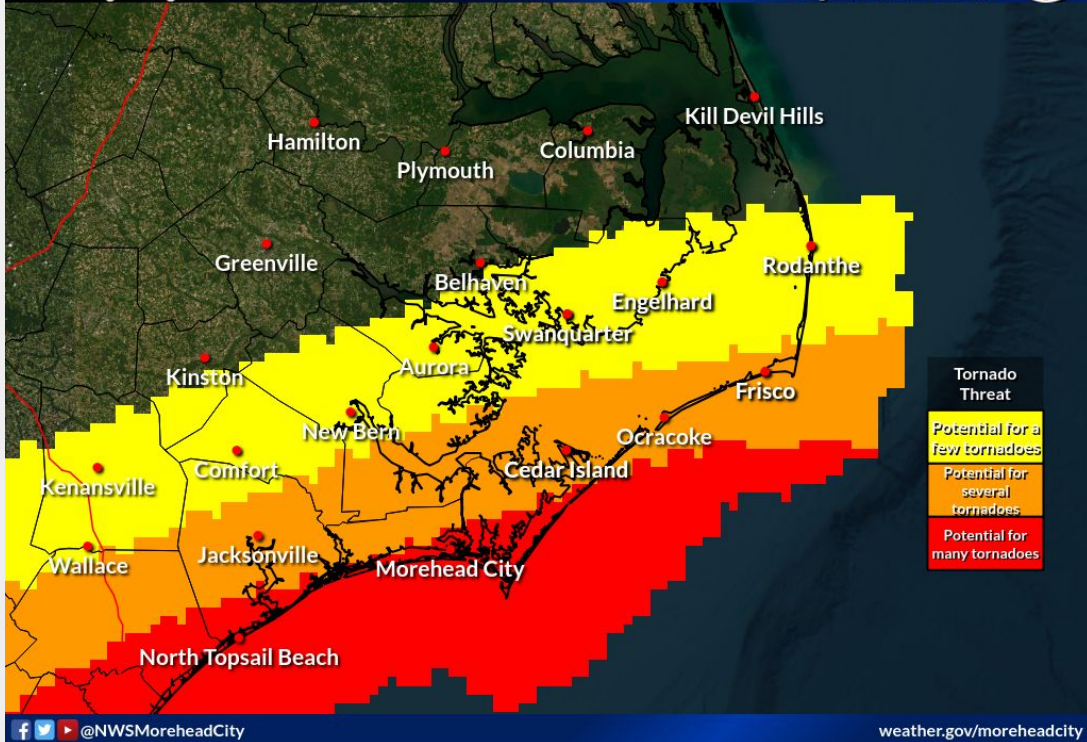 Kill Devil Hills
Hamilton
Columbia
Plymouth
Greenville
Rodanthe
Belhaven
Engelhard
Swanquarter
Aurora
Kinston
Frisco
New Bern
Ocracoke
Comfort
Cedar Island
Kenansville
Jacksonville
Wallace
Morehead City
North Topsail Beach
Tornado
Threat
Potential for a
few tornadoes
Potential for
several
tornadoes
Potential for
many tornadoes
@NWSMoreheadCity
weather.gov/moreheadcity